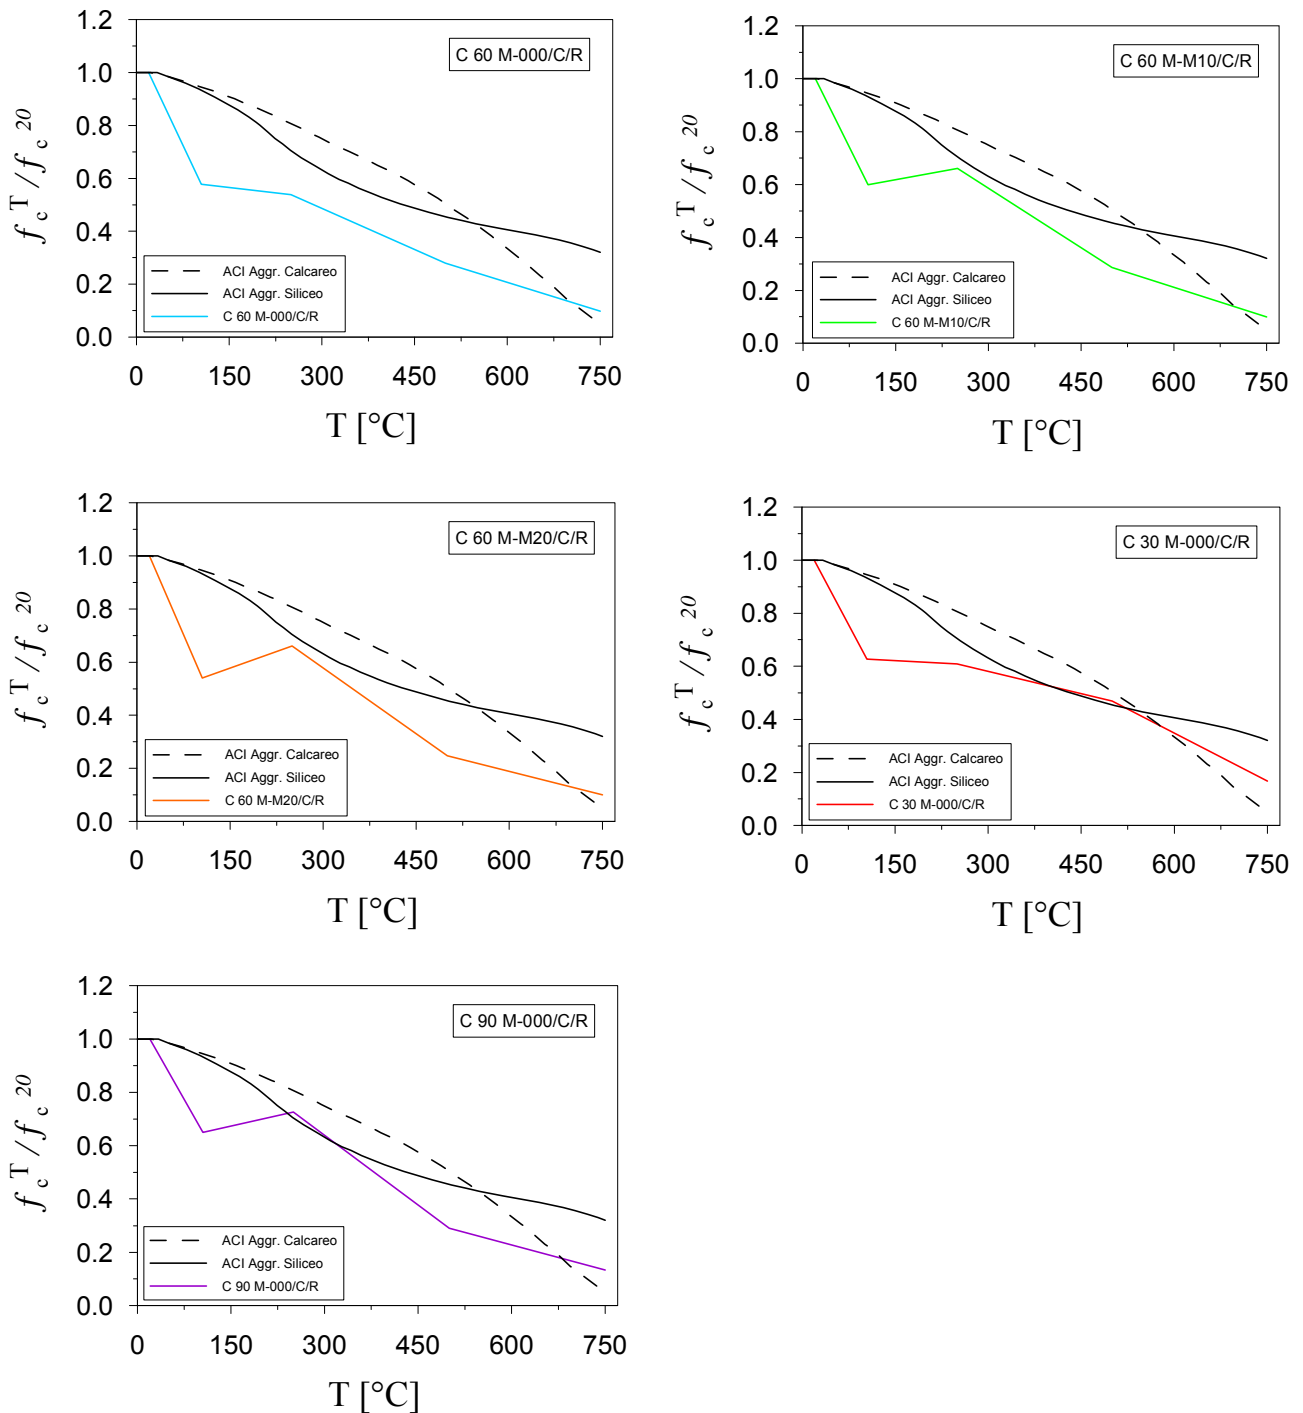 C 60 M-000/C/R
1.2
1.0
0.8
0.6
0.4
0.2
0.0
f c T / f c 20
ACI Aggr. Calcareo
ACI Aggr. Siliceo
C 60 M-000/C/R
0 150 300 450 600 750
T [°C]
C 60 M-M10/C/R
1.2
1.0
0.8
0.6
0.4
0.2
0.0
f c T / f c 20
ACI Aggr. Calcareo
ACI Aggr. Siliceo
C 60 M-M10/C/R
0 150 300 450 600 750
T [°C]
C 60 M-M20/C/R
1.2
1.0
0.8
0.6
0.4
0.2
0.0
f c T / f c 20
ACI Aggr. Calcareo
ACI Aggr. Siliceo
C 60 M-M20/C/R
0 150 300 450 600 750
T [°C]
C 30 M-000/C/R
1.2
1.0
0.8
0.6
0.4
0.2
0.0
f c T / f c 20
ACI Aggr. Calcareo
ACI Aggr. Siliceo
C 30 M-000/C/R
0 150 300 450 600 750
T [°C]
C 90 M-000/C/R
1.2
1.0
0.8
0.6
0.4
0.2
0.0
f c T / f c 20
ACI Aggr. Calcareo
ACI Aggr. Siliceo
C 90 M-000/C/R
0 150 300 450 600 750
T [°C]